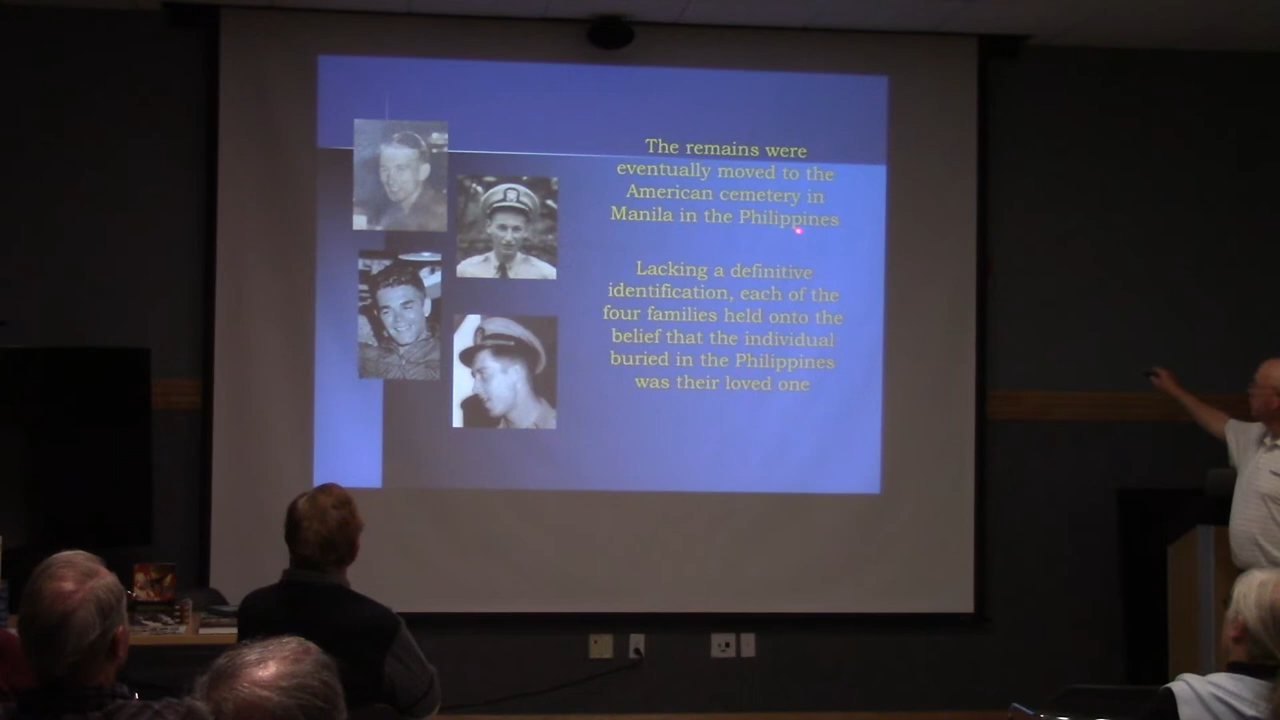 The remains were
eventually moved to the
American cemetery in
Manila in the Philippines
Lacking a definitive
identification, each of the
four families held onto the
belief that the individual
buried in the Philippines
was their loved one